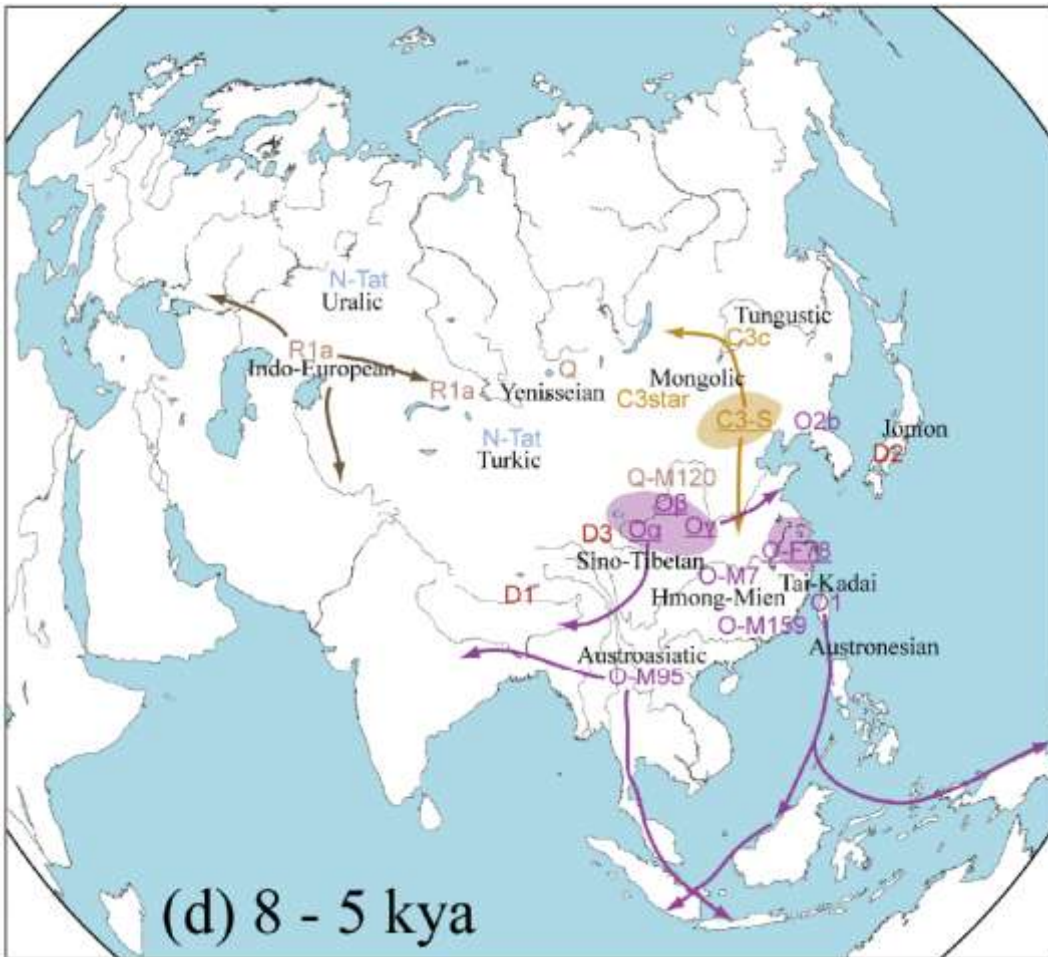 N-Tat
Uralic
Tungustic
C3c
R1a
Indo-European
Q
R1a
Yenisseian
Mongolic
C3star
C3-S
O2b
Jomon
D2
N-Tat
Turkic
Q-M120
Oβ
Oα
Oγ
D3
Sino-Tibetan
O-F78
O-M7
Tai-Kadai
D1
Hmong-Mien
O1
O-M159
Austroasiatic
Austronesian
O-M95
(d) 8 - 5 kya